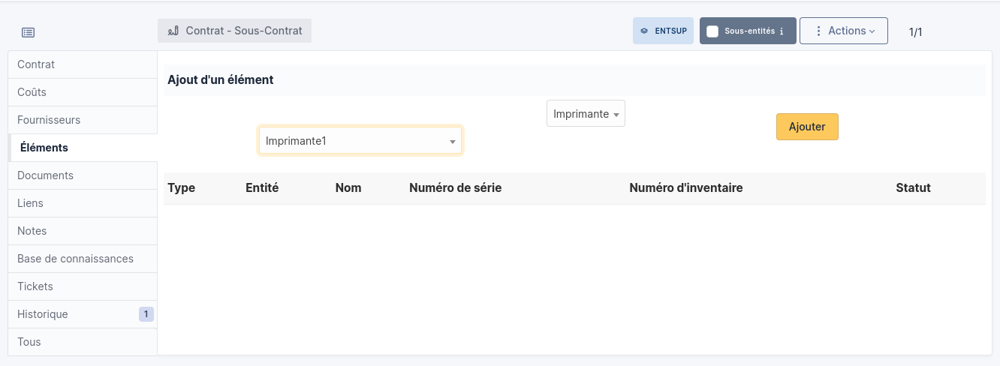 Contrat - Sous-Contrat
ENTSUP
Sous-entités i
Actions
1/1
Contrat
Coûts
Fournisseurs
Éléments
Documents
Liens
Notes
Base de connaissances
Tickets
Historique 1
Tous
Ajout d'un élément
Imprimante
Imprimante1
Ajouter
Type Entité Nom Numéro de série Numéro d'inventaire Statut